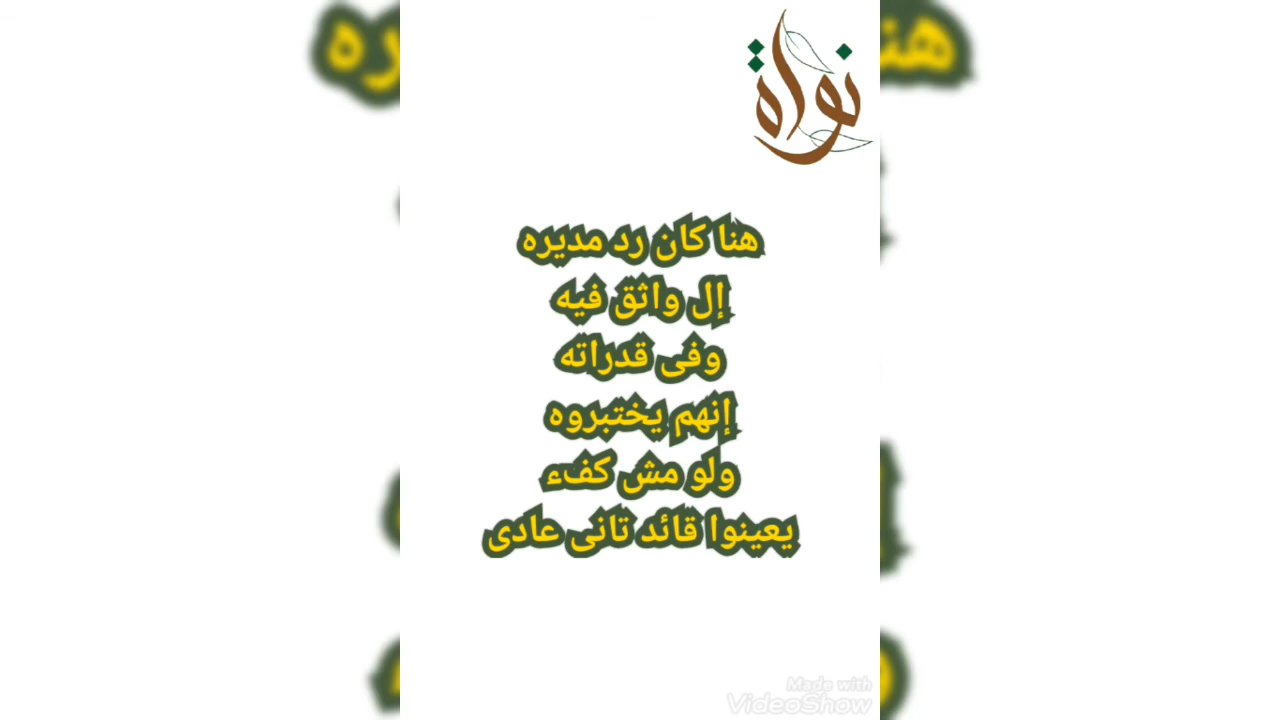 نواة
هنا كان رد مديره
إل واثق فيه
وفى قدراته
إنهم يختبروه
ولو مش كفء
يعينوا قائد تانى عادى
Made with
VideoShow